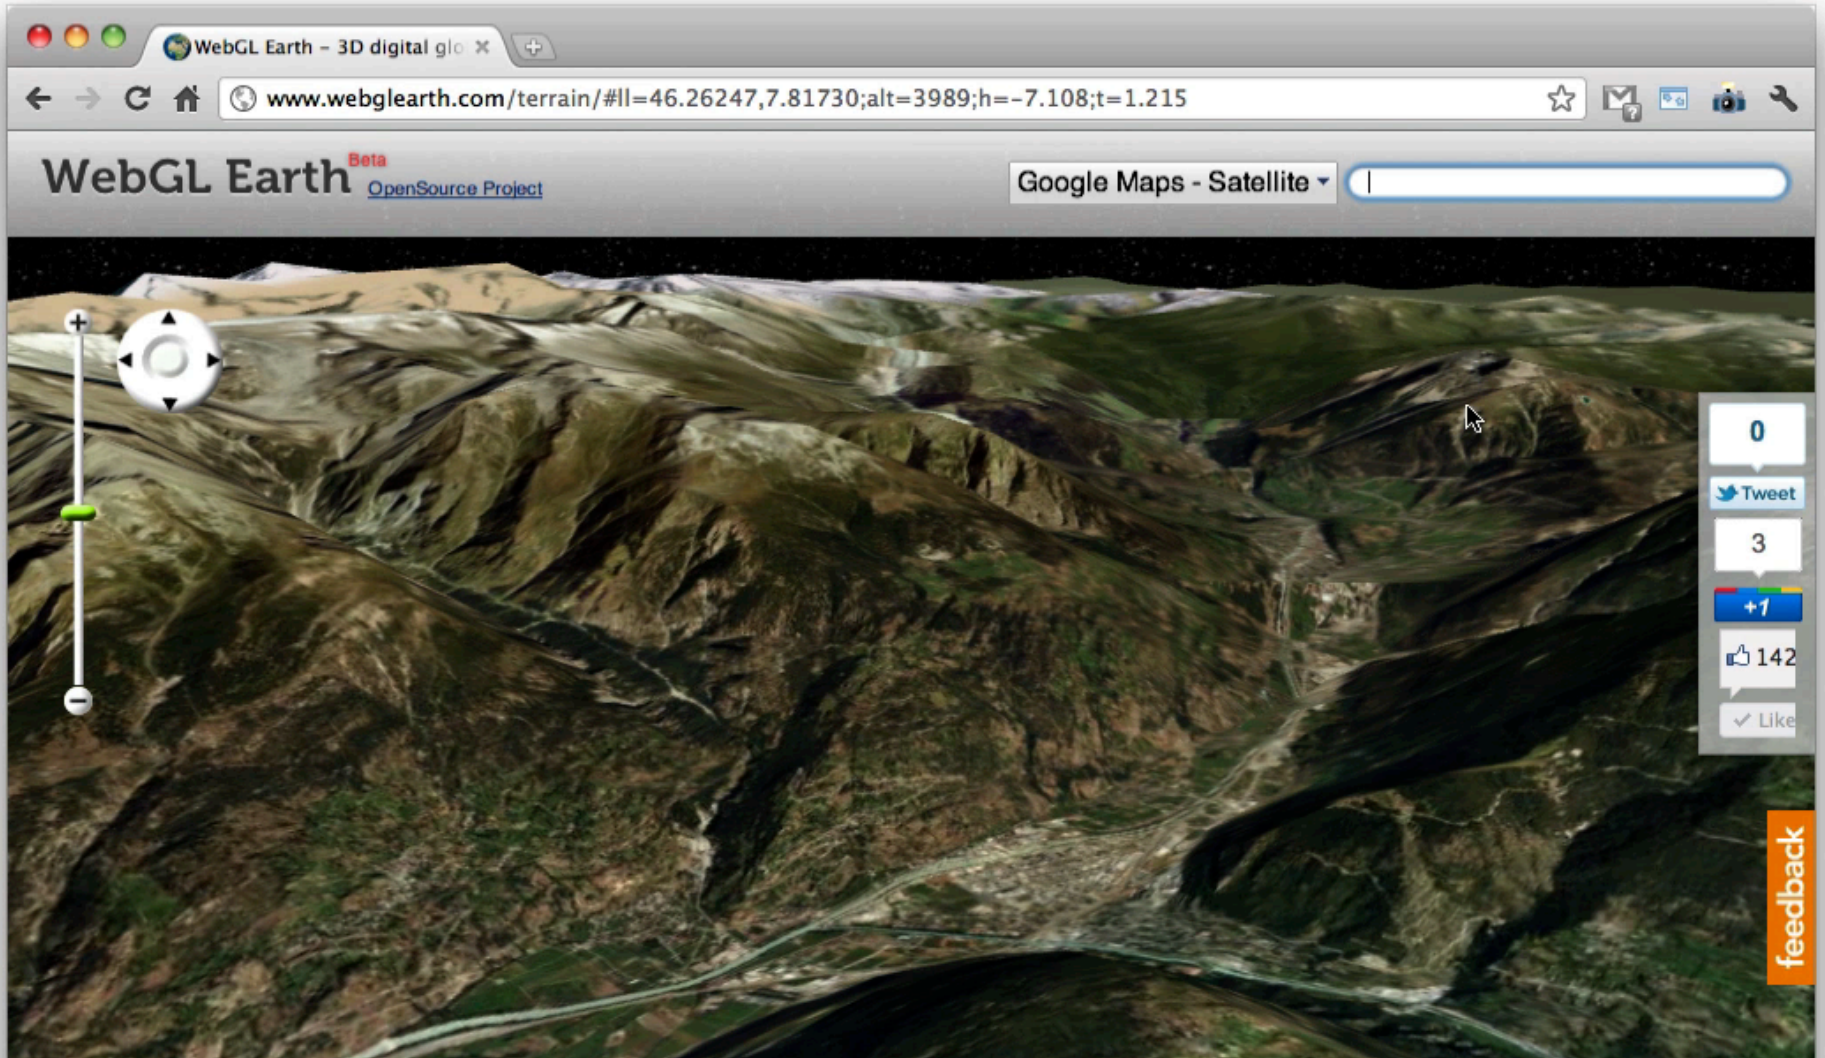 WebGL Earth – 3D digital glo
www.webglearth.com/terrain/#ll=46.26247,7.81730;alt=3989;h=−7.108;t=1.215
WebGL Earth Beta
OpenSource Project
Google Maps - Satellite
0
Tweet
3
+1
142
Like
feedback